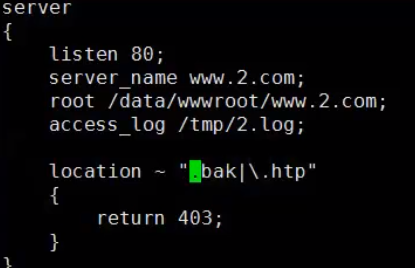 server
{
    listen 80;
    server_name www.2.com;
    root /data/wwwroot/www.2.com;
    access_log /tmp/2.log;

    location ~ ".bak|\.htp"
    {
        return 403;
    }
}